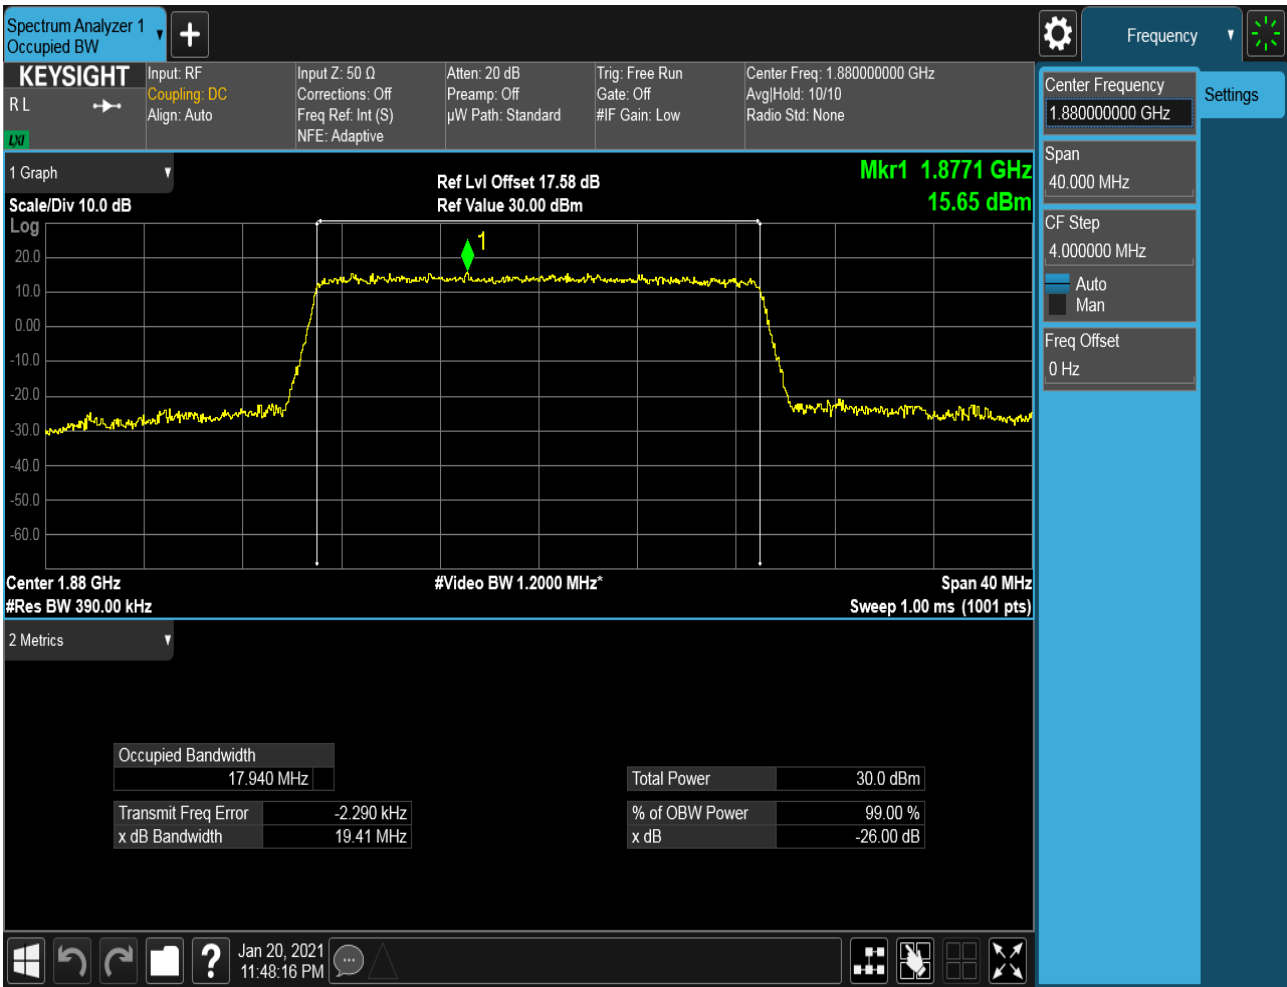 Spectrum Analyzer 1
Occupied BW
Frequency
KEYSIGHT
R L
LXI
Input: RF
Coupling: DC
Align: Auto
Input Z: 50 Ω
Corrections: Off
Freq Ref: Int (S)
NFE: Adaptive
Atten: 20 dB
Preamp: Off
µW Path: Standard
Trig: Free Run
Gate: Off
#IF Gain: Low
Center Freq: 1.880000000 GHz
Avg|Hold: 10/10
Radio Std: None
Center Frequency
1.880000000 GHz
Settings
Span
40.000 MHz
CF Step
4.000000 MHz
Auto
Man
Freq Offset
0 Hz
1 Graph
Scale/Div 10.0 dB
Ref Lvl Offset 17.58 dB
Ref Value 30.00 dBm
Mkr1 1.8771 GHz
15.65 dBm
Log
1
20.0
10.0
0.00
-10.0
-20.0
-30.0
-40.0
-50.0
-60.0
Center 1.88 GHz
#Video BW 1.2000 MHz*
Span 40 MHz
#Res BW 390.00 kHz
Sweep 1.00 ms (1001 pts)
2 Metrics
Occupied Bandwidth
17.940 MHz
Total Power 30.0 dBm
Transmit Freq Error -2.290 kHz
% of OBW Power 99.00 %
x dB Bandwidth 19.41 MHz
x dB -26.00 dB
?
Jan 20, 2021
11:48:16 PM